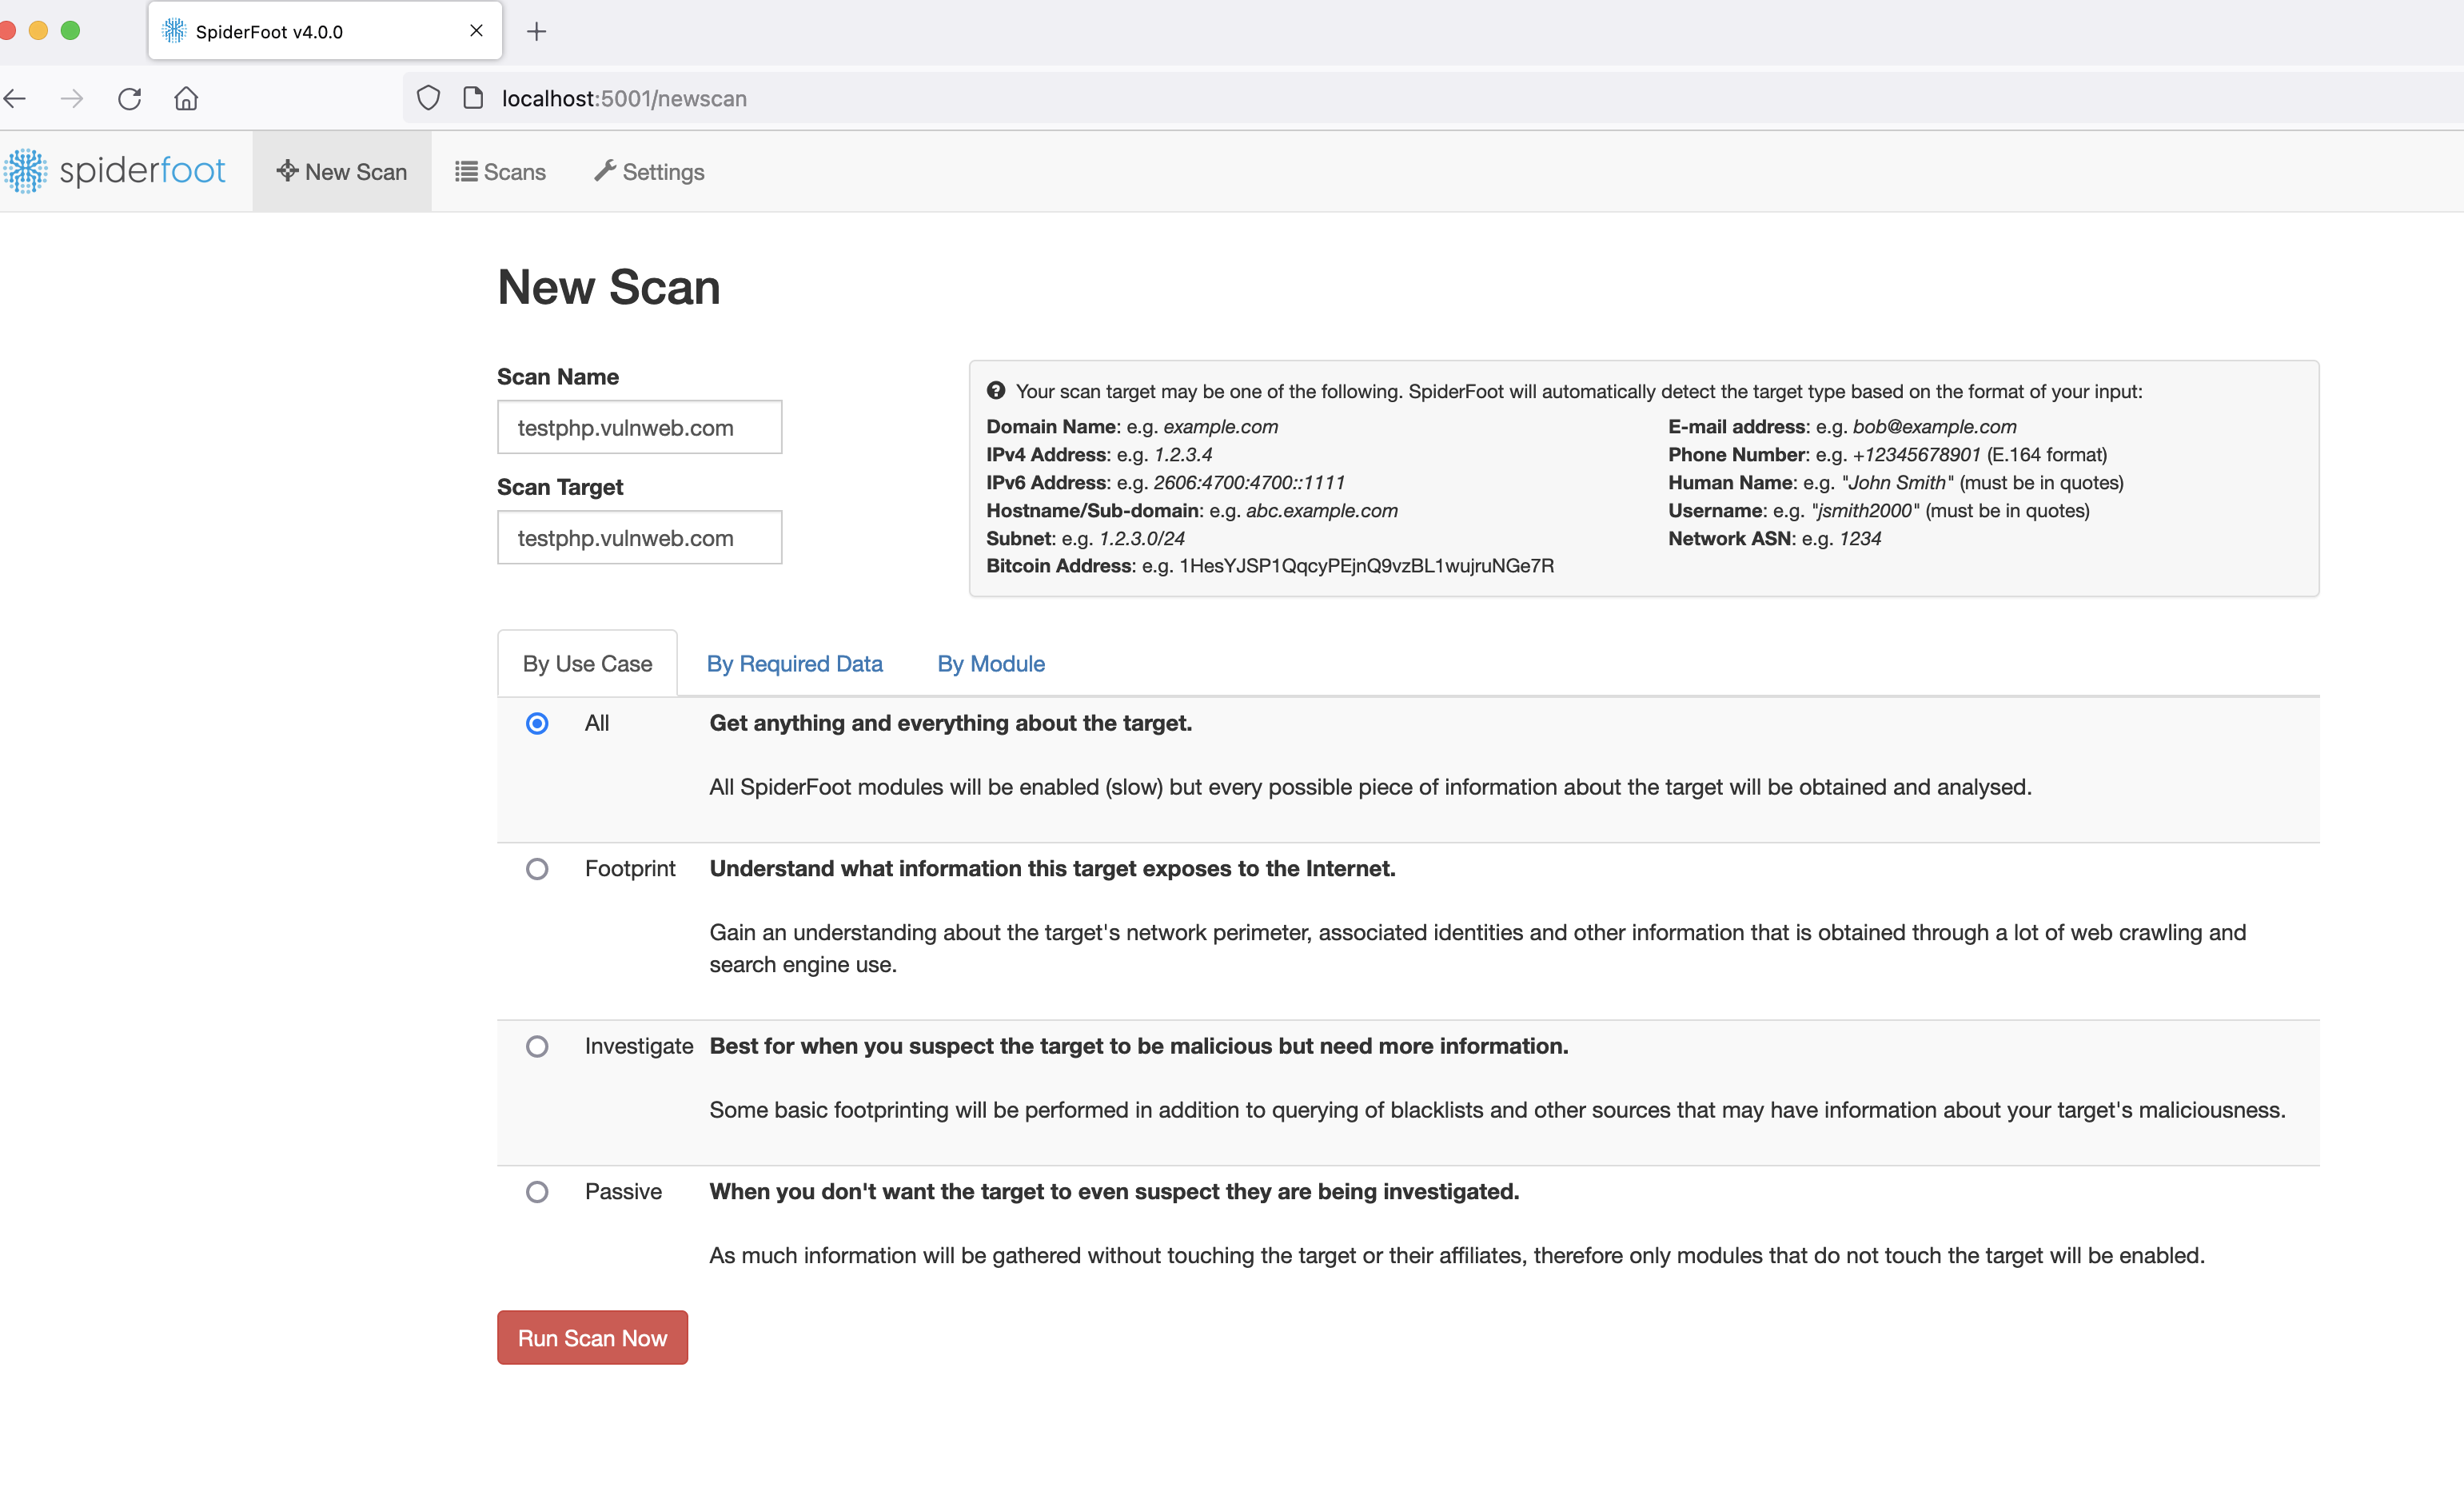 SpiderFoot v4.0.0
localhost:5001/newscan
spiderfoot
New Scan
Scans
Settings
New Scan
Scan Name
testphp.vulnweb.com
Scan Target
testphp.vulnweb.com
Your scan target may be one of the following. SpiderFoot will automatically detect the target type based on the format of your input:
Domain Name: e.g. example.com
IPv4 Address: e.g. 1.2.3.4
IPv6 Address: e.g. 2606:4700:4700::1111
Hostname/Sub-domain: e.g. abc.example.com
Subnet: e.g. 1.2.3.0/24
Bitcoin Address: e.g. 1HesYJSP1QqcyPEjnQ9vzBL1wujruNGe7R
E-mail address: e.g. bob@example.com
Phone Number: e.g. +12345678901 (E.164 format)
Human Name: e.g. "John Smith" (must be in quotes)
Username: e.g. "jsmith2000" (must be in quotes)
Network ASN: e.g. 1234
By Use Case
By Required Data
By Module
All
Get anything and everything about the target.
All SpiderFoot modules will be enabled (slow) but every possible piece of information about the target will be obtained and analysed.
Footprint
Understand what information this target exposes to the Internet.
Gain an understanding about the target's network perimeter, associated identities and other information that is obtained through a lot of web crawling and
search engine use.
Investigate
Best for when you suspect the target to be malicious but need more information.
Some basic footprinting will be performed in addition to querying of blacklists and other sources that may have information about your target's maliciousness.
Passive
When you don't want the target to even suspect they are being investigated.
As much information will be gathered without touching the target or their affiliates, therefore only modules that do not touch the target will be enabled.
Run Scan Now